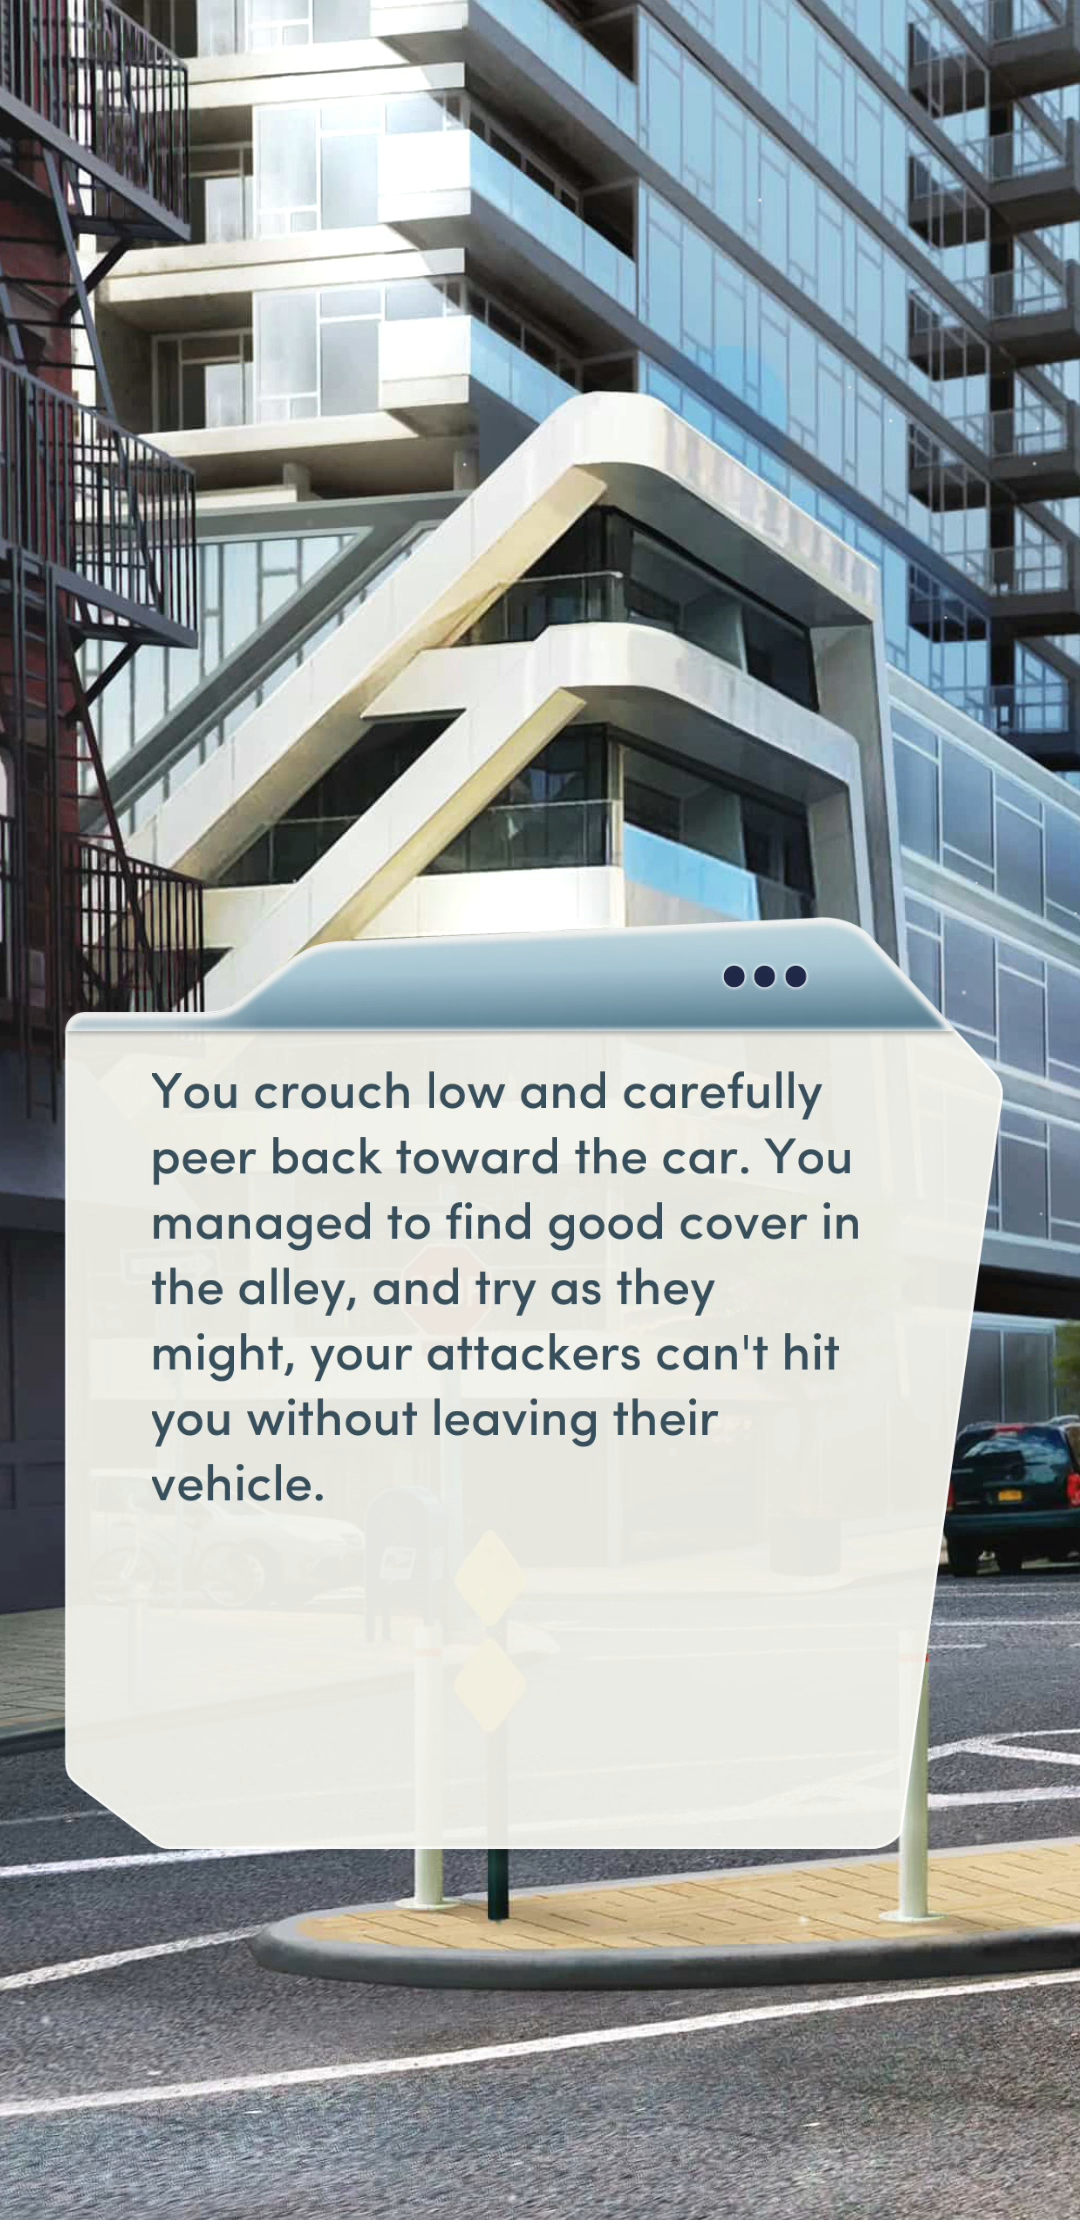 You crouch low and carefully
peer back toward the car. You
managed to find good cover in
the alley, and try as they
might, your attackers can't hit
you without leaving their
vehicle.